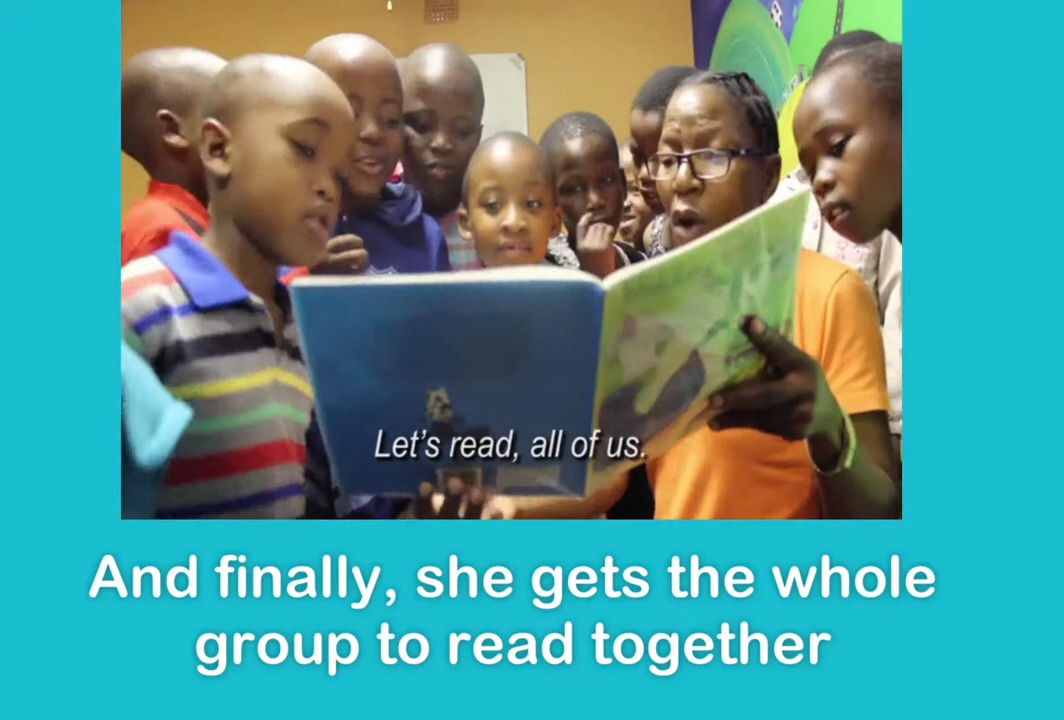 Let's read, all of us.
And finally, she gets the whole
group to read together